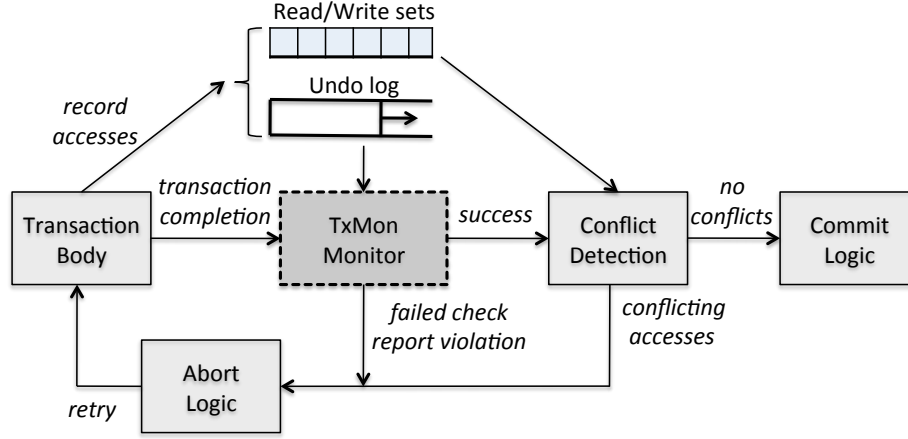 Read/Write sets
Undo log
record
accesses
transaction
completion
Transaction
Body
TxMon
Monitor
success
Conflict
Detection
no
conflicts
Commit
Logic
failed check
report violation
conflicting
accesses
Abort
Logic
retry